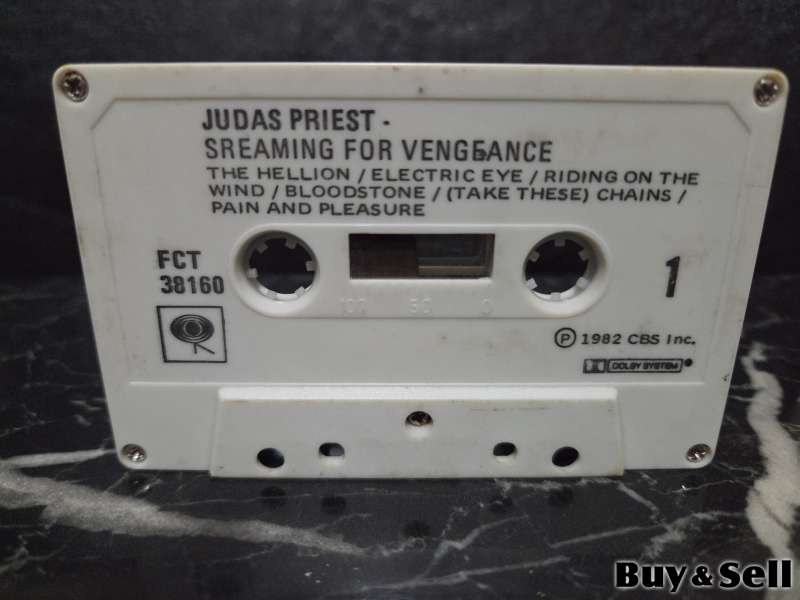 JUDAS PRIEST -
SREAMING FOR VENGEANCE
THE HELLION / ELECTRIC EYE / RIDING ON THE
WIND / BLOODSTONE / (TAKE THESE) CHAINS /
PAIN AND PLEASURE
FCT
38160
100 50 0
1
Ⓟ 1982 CBS Inc.
DOLBY SYSTEM
Buy & Sell